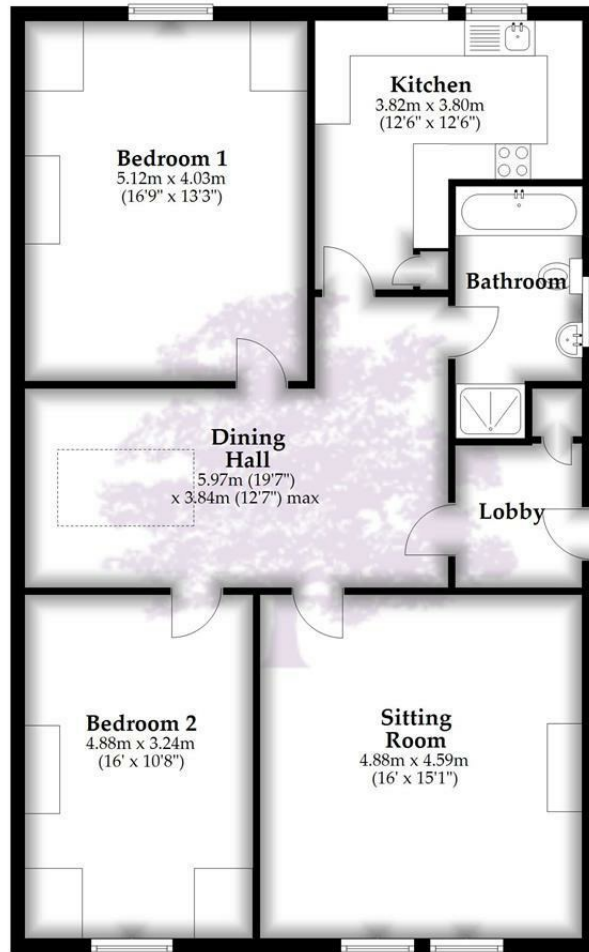 Kitchen
3.82m x 3.80m
(12'6" x 12'6")
Bedroom 1
5.12m x 4.03m
(16'9" x 13'3")
Bathroom
Dining
Hall
5.97m (19'7")
x 3.84m (12'7") max
Lobby
Bedroom 2
4.88m x 3.24m
(16' x 10'8")
Sitting
Room
4.88m x 4.59m
(16' x 15'1")